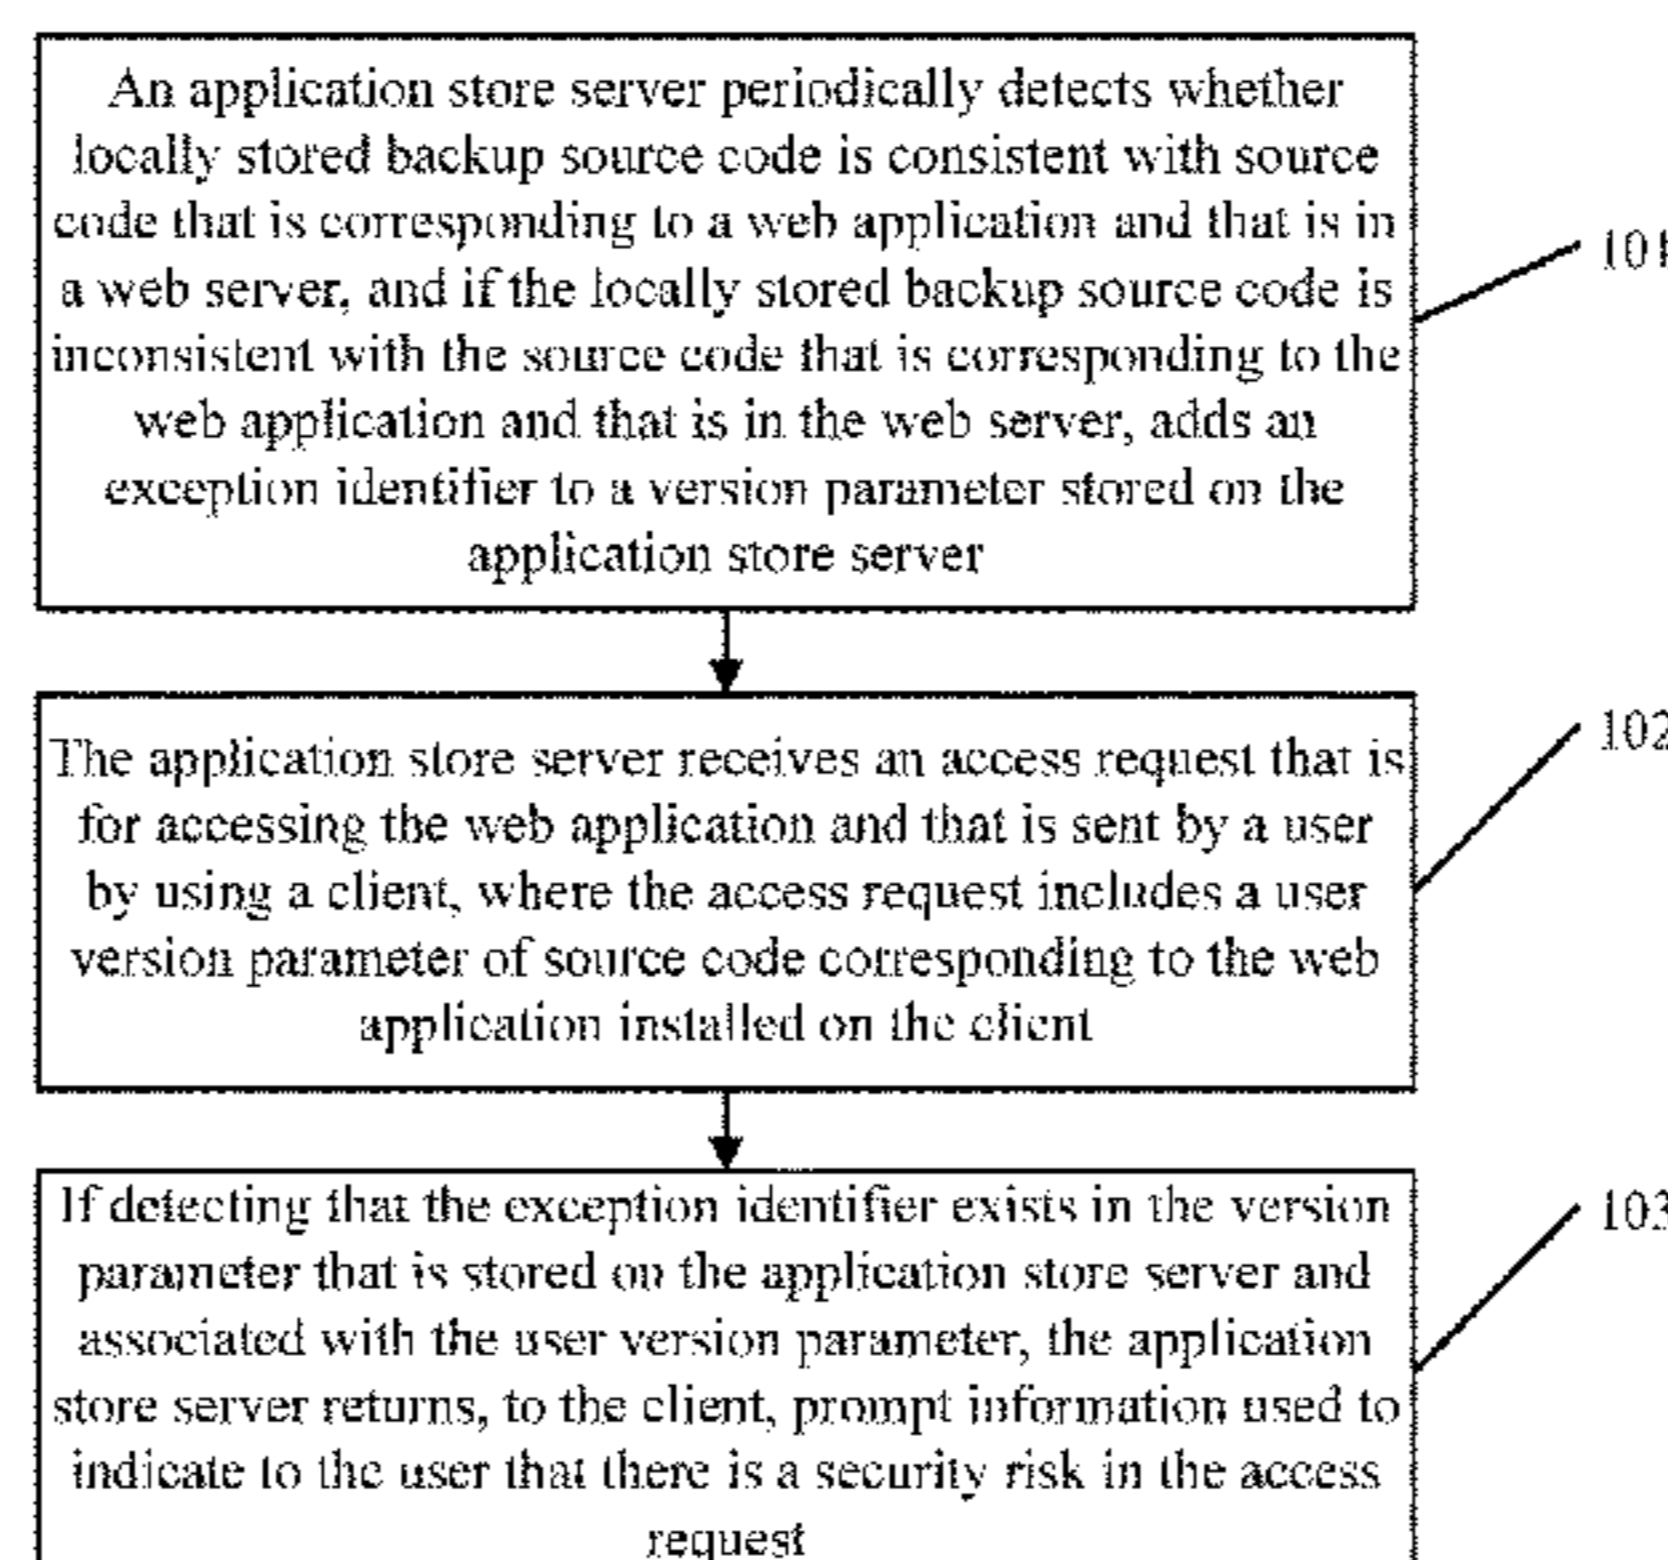 An application store server periodically detects whether
locally stored backup source code is consistent with source
code that is corresponding to a web application and that is in
a web server, and if the locally stored backup source code is
inconsistent with the source code that is corresponding to the
web application and that is in the web server, adds an
exception identifier to a version parameter stored on the
application store server
101
The application store server receives an access request that is
for accessing the web application and that is sent by a user
by using a client, where the access request includes a user
version parameter of source code corresponding to the web
application installed on the client
102
If detecting that the exception identifier exists in the version
parameter that is stored on the application store server and
associated with the user version parameter, the application
store server returns, to the client, prompt information used to
indicate to the user that there is a security risk in the access
request
103